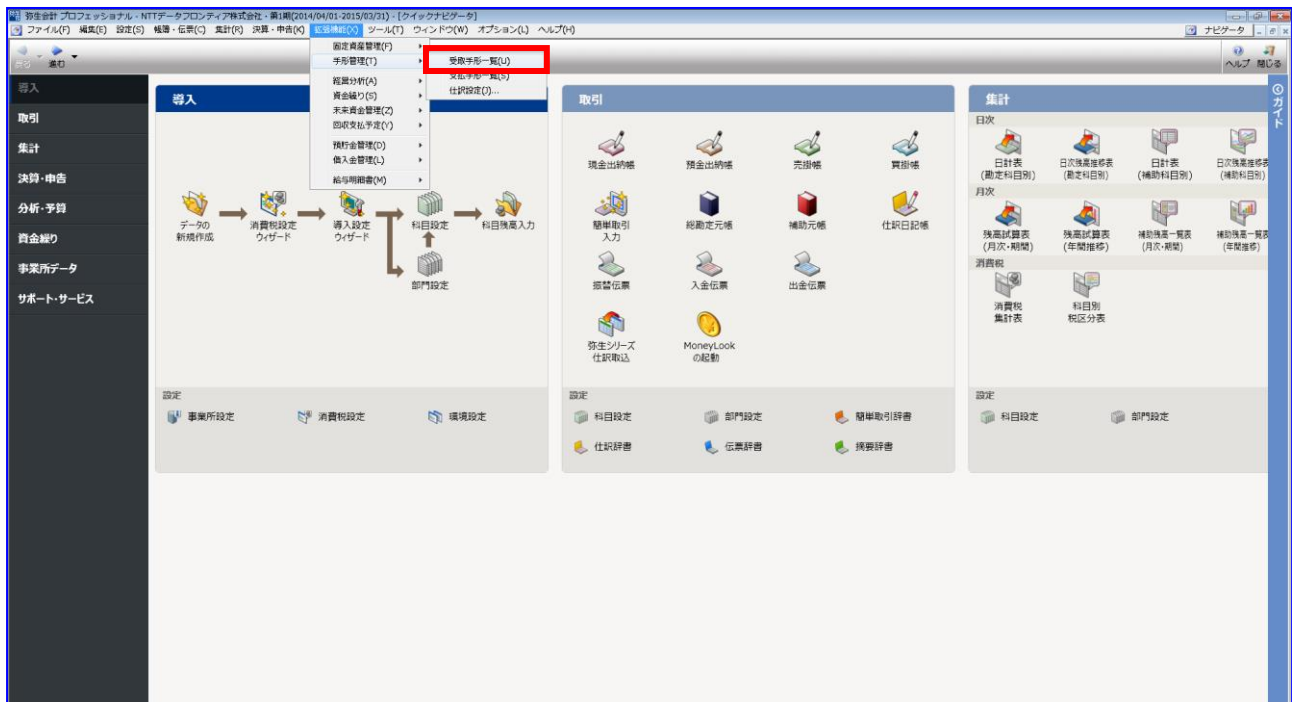 弥生会計 プロフェッショナル - NTTデータフロンティア株式会社 - 第1期(2014/04/01-2015/03/31) - [クイックナビゲータ]
ファイル(F) 編集(E) 設定(S) 帳簿・伝票(C) 集計(R) 決算・申告(K) 拡張機能(X) ツール(T) ウィンドウ(W) オプション(L) ヘルプ(H)
ナビゲータ
戻る 進む
ヘルプ 閉じる
固定資産管理(F)
手形管理(T)
経営分析(A)
資金繰り(S)
未来資金管理(Z)
回収支払予定(Y)
預貯金管理(D)
借入金管理(L)
給与明細書(M)
受取手形一覧(U)
支払手形一覧(S)
仕訳設定(J)...
導入
取引
集計
決算・申告
分析・予算
資金繰り
事業所データ
サポート・サービス
導入
データの
新規作成
消費税設定
ウィザード
導入設定
ウィザード
科目設定
科目残高入力
部門設定
設定
事業所設定
消費税設定
環境設定
取引
現金出納帳
預金出納帳
売掛帳
買掛帳
簡単取引
入力
総勘定元帳
補助元帳
仕訳日記帳
振替伝票
入金伝票
出金伝票
弥生シリーズ
仕訳取込
MoneyLook
の起動
設定
科目設定
部門設定
簡単取引辞書
仕訳辞書
伝票辞書
摘要辞書
集計
日次
日計表
(勘定科目別)
日次残高推移表
(勘定科目別)
日計表
(補助科目別)
日次残高推移表
(補助科目別)
月次
残高試算表
(月次・期間)
残高試算表
(年間推移)
補助残高一覧表
(月次・期間)
補助残高一覧表
(年間推移)
消費税
消費税
集計表
科目別
税区分表
設定
科目設定
部門設定
ガイド